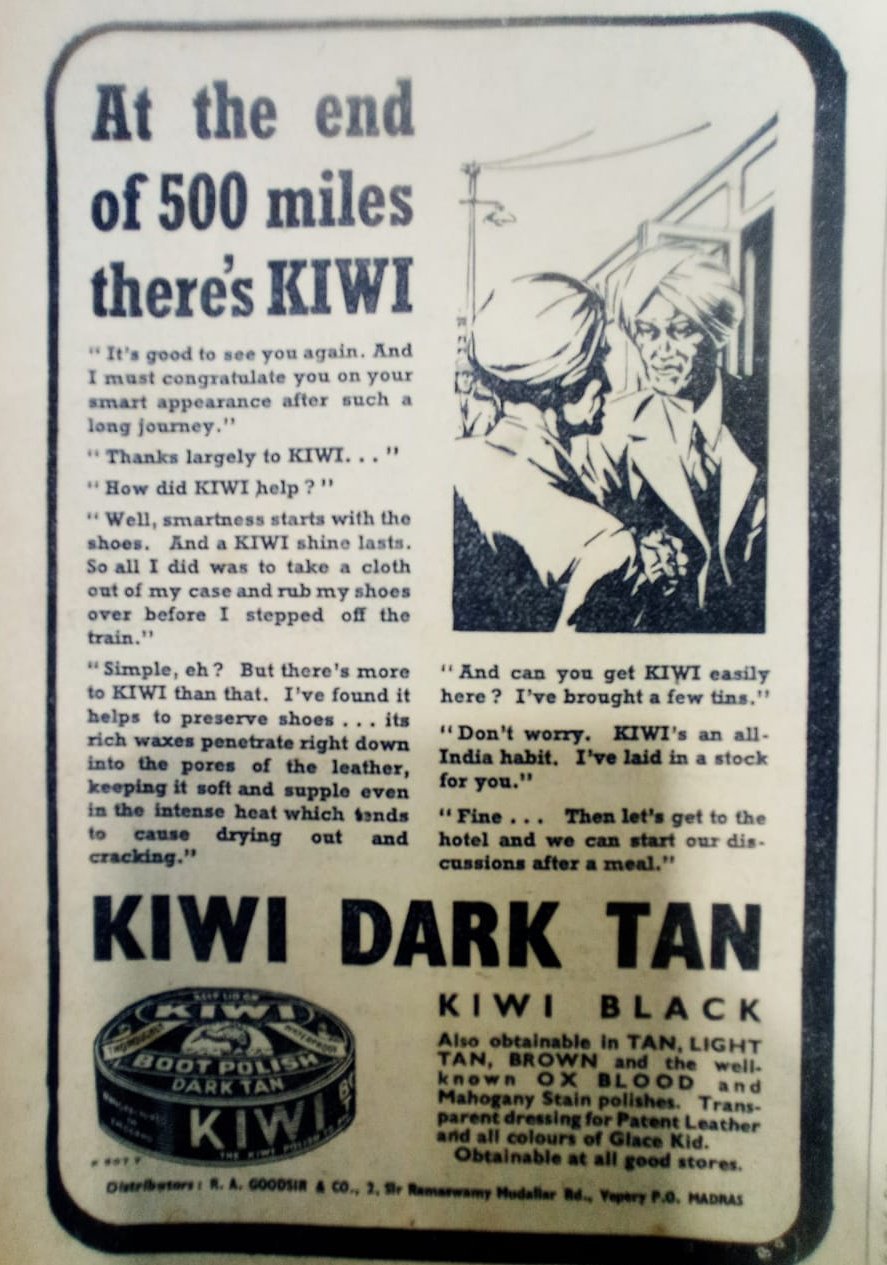 At the end
of 500 miles
there's KIWI
“ It's good to see you again. And
I must congratulate you on your
smart appearance after such a
long journey.”
“ Thanks largely to KIWI. . . ”
“ How did KIWI help ? ”
“ Well, smartness starts with the
shoes. And a KIWI shine lasts.
So all I did was to take a cloth
out of my case and rub my shoes
over before I stepped off the
train.”
“ Simple, eh ? But there's more
to KIWI than that. I've found it
helps to preserve shoes . . . its
rich waxes penetrate right down
into the pores of the leather,
keeping it soft and supple even
in the intense heat which tends
to cause drying out and
cracking.”
“ And can you get KIWI easily
here ? I've brought a few tins.”
“ Don't worry. KIWI's an all-
India habit. I've laid in a stock
for you.”
“ Fine . . . Then let's get to the
hotel and we can start our dis-
cussions after a meal.”
KIWI DARK TAN
KEEP LID ON
KIWI
THOROUGHLY WATERPROOF
BOOT POLISH
DARK TAN
KIWI
THE KIWI POLISH CO
KIWI BLACK
Also obtainable in TAN, LIGHT
TAN, BROWN and the well-
known OX BLOOD and
Mahogany Stain polishes. Trans-
parent dressing for Patent Leather
and all colours of Glace Kid.
Obtainable at all good stores.
Distributors : R. A. GOODSIR & CO., 2, Sir Ramaswamy Mudaliar Rd., Vepery P.O. MADRAS